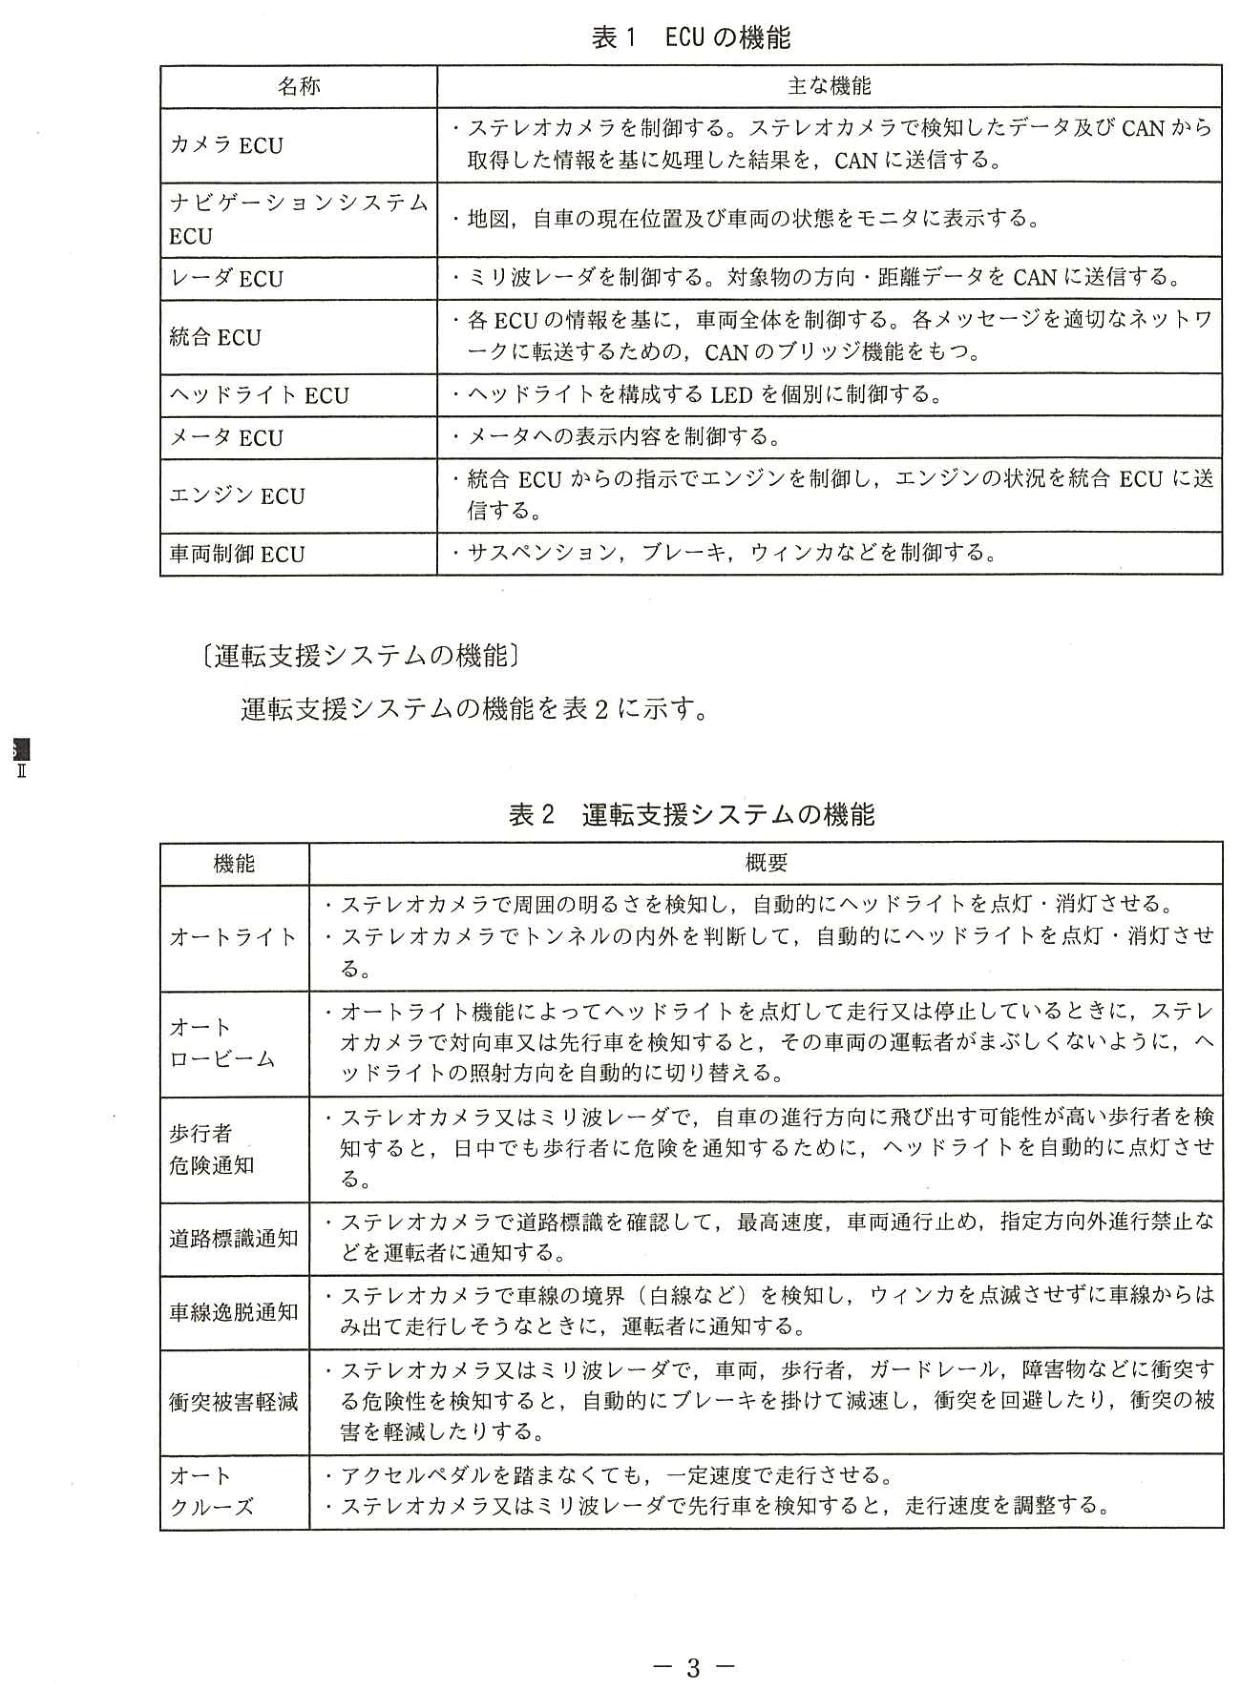 表1 ECUの機能
名称
主な機能
カメラ ECU
・ステレオカメラを制御する。ステレオカメラで検知したデータ及び CAN から
取得した情報を基に処理した結果を，CAN に送信する。
ナビゲーションシステム
ECU
・地図，自車の現在位置及び車両の状態をモニタに表示する。
レーダ ECU
・ミリ波レーダを制御する。対象物の方向・距離データを CAN に送信する。
統合 ECU
・各 ECU の情報を基に，車両全体を制御する。各メッセージを適切なネットワ
ークに転送するための，CAN のブリッジ機能をもつ。
ヘッドライト ECU
・ヘッドライトを構成する LED を個別に制御する。
メータ ECU
・メータへの表示内容を制御する。
エンジン ECU
・統合 ECU からの指示でエンジンを制御し，エンジンの状況を統合 ECU に送
信する。
車両制御 ECU
・サスペンション，ブレーキ，ウィンカなどを制御する。
〔運転支援システムの機能〕
運転支援システムの機能を表2に示す。
Ⅱ
表2 運転支援システムの機能
機能
概要
オートライト
・ステレオカメラで周囲の明るさを検知し，自動的にヘッドライトを点灯・消灯させる。
・ステレオカメラでトンネルの内外を判断して，自動的にヘッドライトを点灯・消灯させ
る。
オート
ロービーム
・オートライト機能によってヘッドライトを点灯して走行又は停止しているときに，ステレ
オカメラで対向車又は先行車を検知すると，その車両の運転者がまぶしくないように，ヘ
ッドライトの照射方向を自動的に切り替える。
歩行者
危険通知
・ステレオカメラ又はミリ波レーダで，自車の進行方向に飛び出す可能性が高い歩行者を検
知すると，日中でも歩行者に危険を通知するために，ヘッドライトを自動的に点灯させ
る。
道路標識通知
・ステレオカメラで道路標識を確認して，最高速度，車両通行止め，指定方向外進行禁止な
どを運転者に通知する。
車線逸脱通知
・ステレオカメラで車線の境界（白線など）を検知し，ウィンカを点滅させずに車線からは
み出て走行しそうなときに，運転者に通知する。
衝突被害軽減
・ステレオカメラ又はミリ波レーダで，車両，歩行者，ガードレール，障害物などに衝突す
る危険性を検知すると，自動的にブレーキを掛けて減速し，衝突を回避したり，衝突の被
害を軽減したりする。
オート
クルーズ
・アクセルペダルを踏まなくても，一定速度で走行させる。
・ステレオカメラ又はミリ波レーダで先行車を検知すると，走行速度を調整する。
－ 3 －